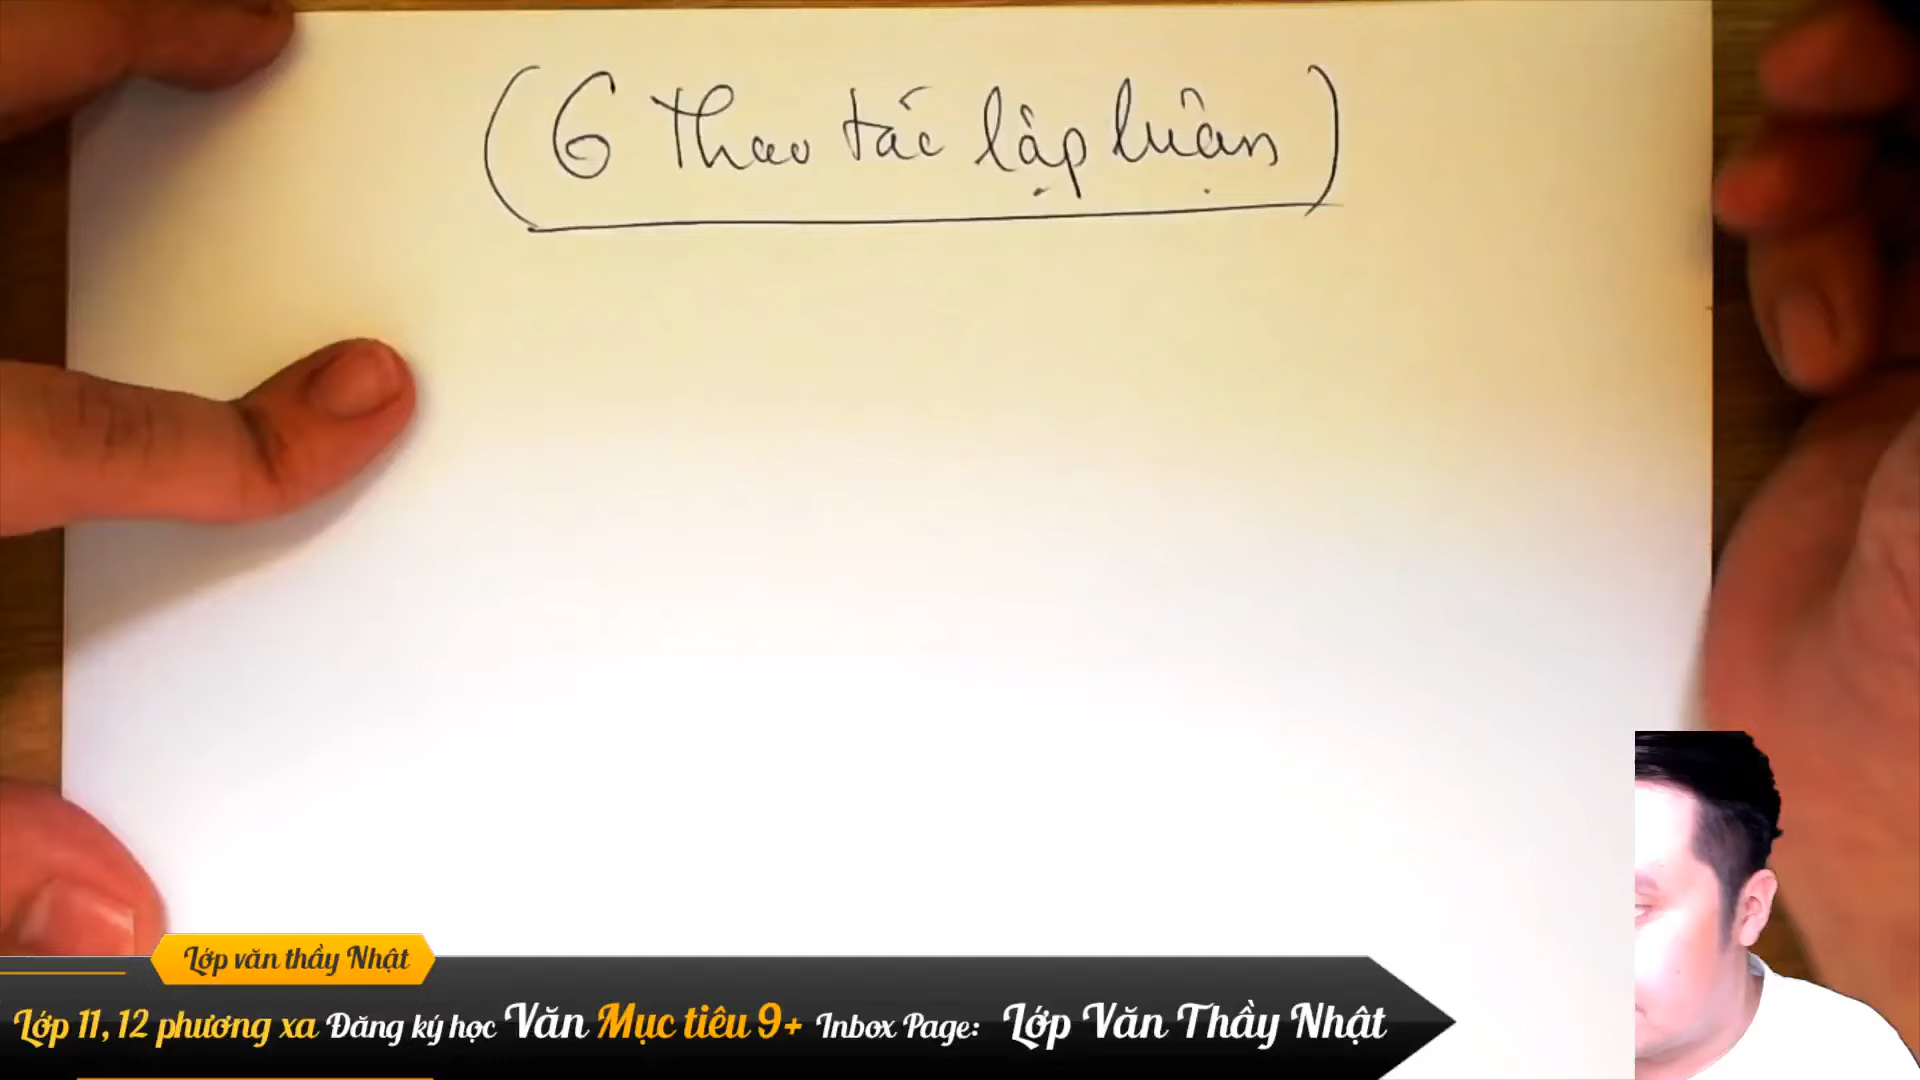 (6 Thao tác lập luận)
Lớp văn thầy Nhật
Lớp 11, 12 phương xa Đăng ký học Văn Mục tiêu 9+ Inbox Page: Lớp Văn Thầy Nhật